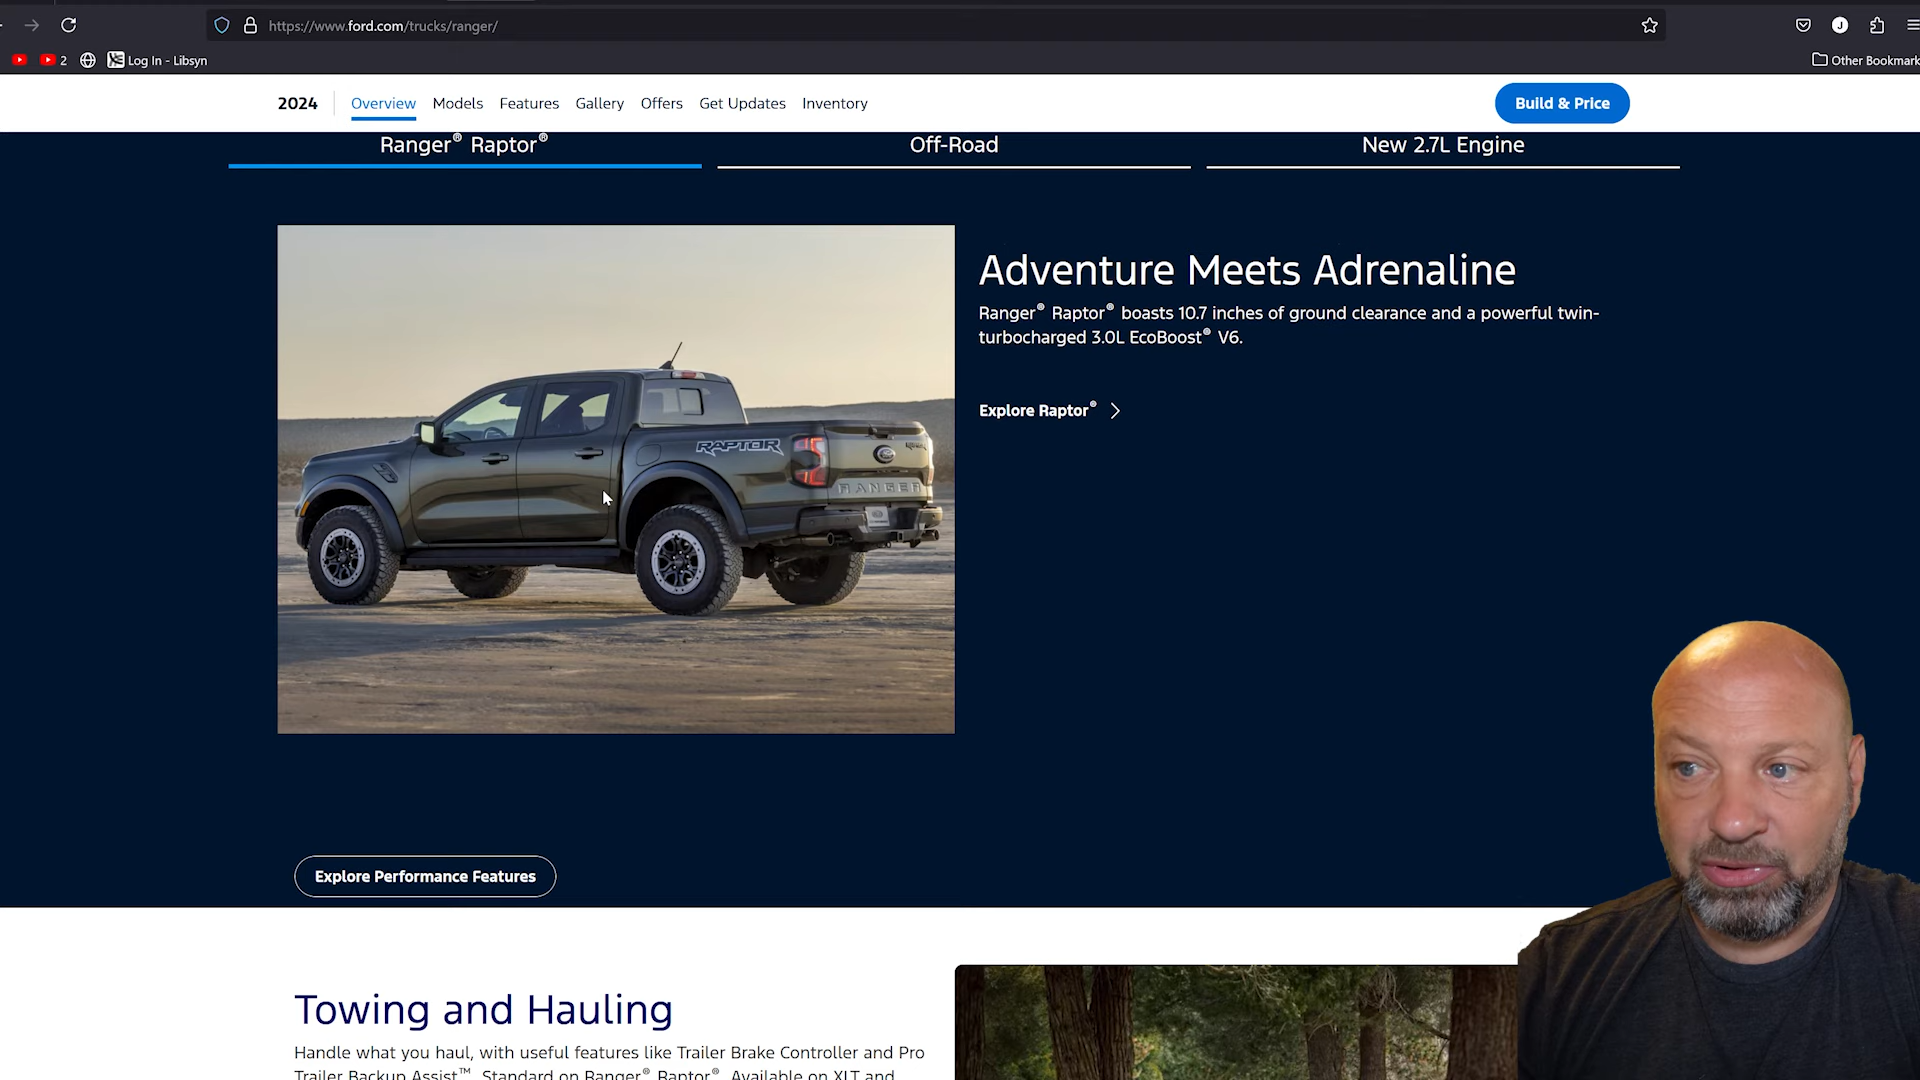 https://www.ford.com/trucks/ranger/
J
2
Log In - Libsyn
Other Bookmark
2024
Overview
Models
Features
Gallery
Offers
Get Updates
Inventory
Build & Price
Ranger® Raptor®
Off-Road
New 2.7L Engine
RAPTOR
RANGER
Adventure Meets Adrenaline
Ranger® Raptor® boasts 10.7 inches of ground clearance and a powerful twin-
turbocharged 3.0L EcoBoost® V6.
Explore Raptor®
Explore Performance Features
Towing and Hauling
Handle what you haul, with useful features like Trailer Brake Controller and Pro
Trailer Backup Assist™. Standard on Ranger® Raptor®. Available on XLT and